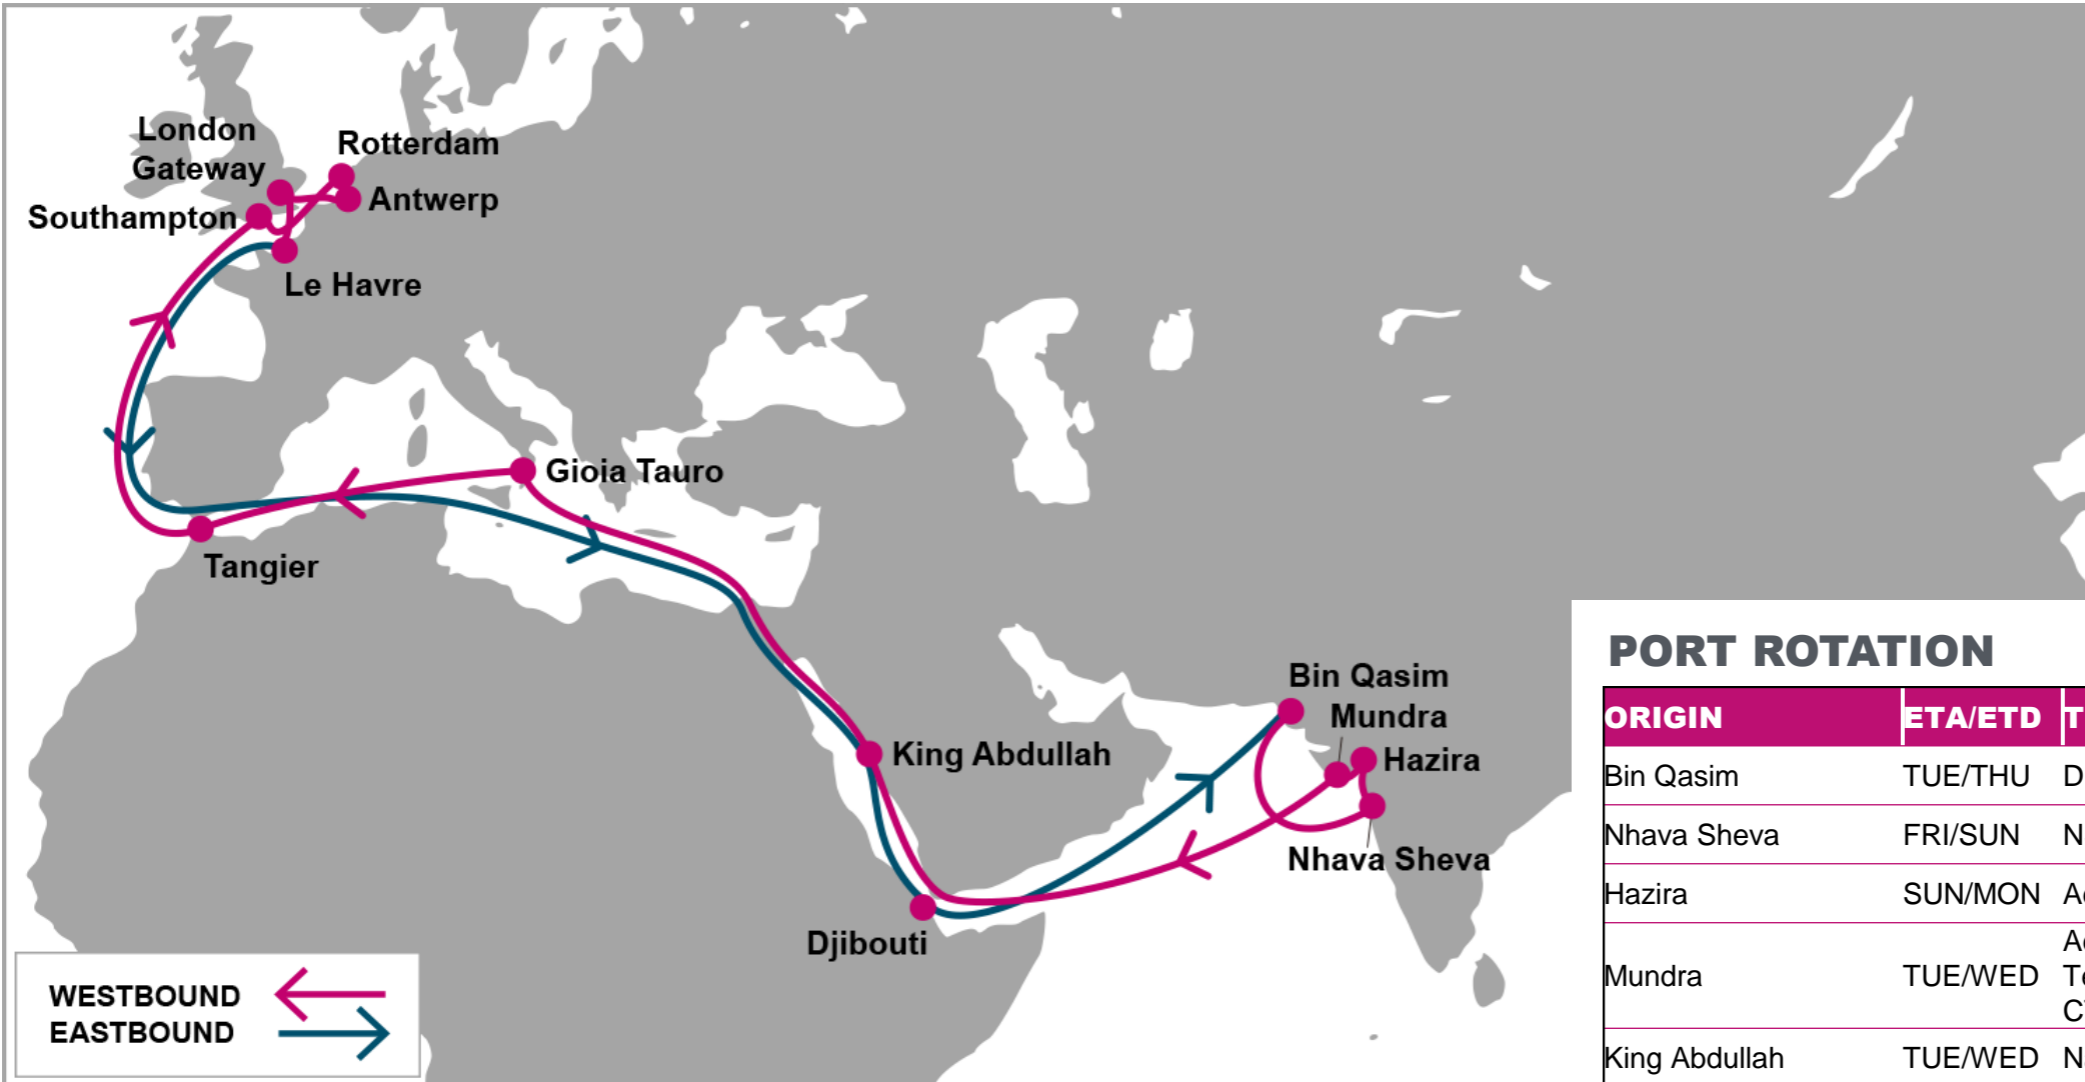 London
Gateway
Rotterdam
Antwerp
Southampton
Le Havre
Gioia Tauro
Tangier
King Abdullah
Djibouti
Bin Qasim
Mundra
Hazira
Nhava Sheva
WESTBOUND
EASTBOUND
PORT ROTATION
ORIGIN ETA/ETD
Bin Qasim TUE/THU
Nhava Sheva FRI/SUN
Hazira SUN/MON
Mundra TUE/WED
King Abdullah TUE/WED